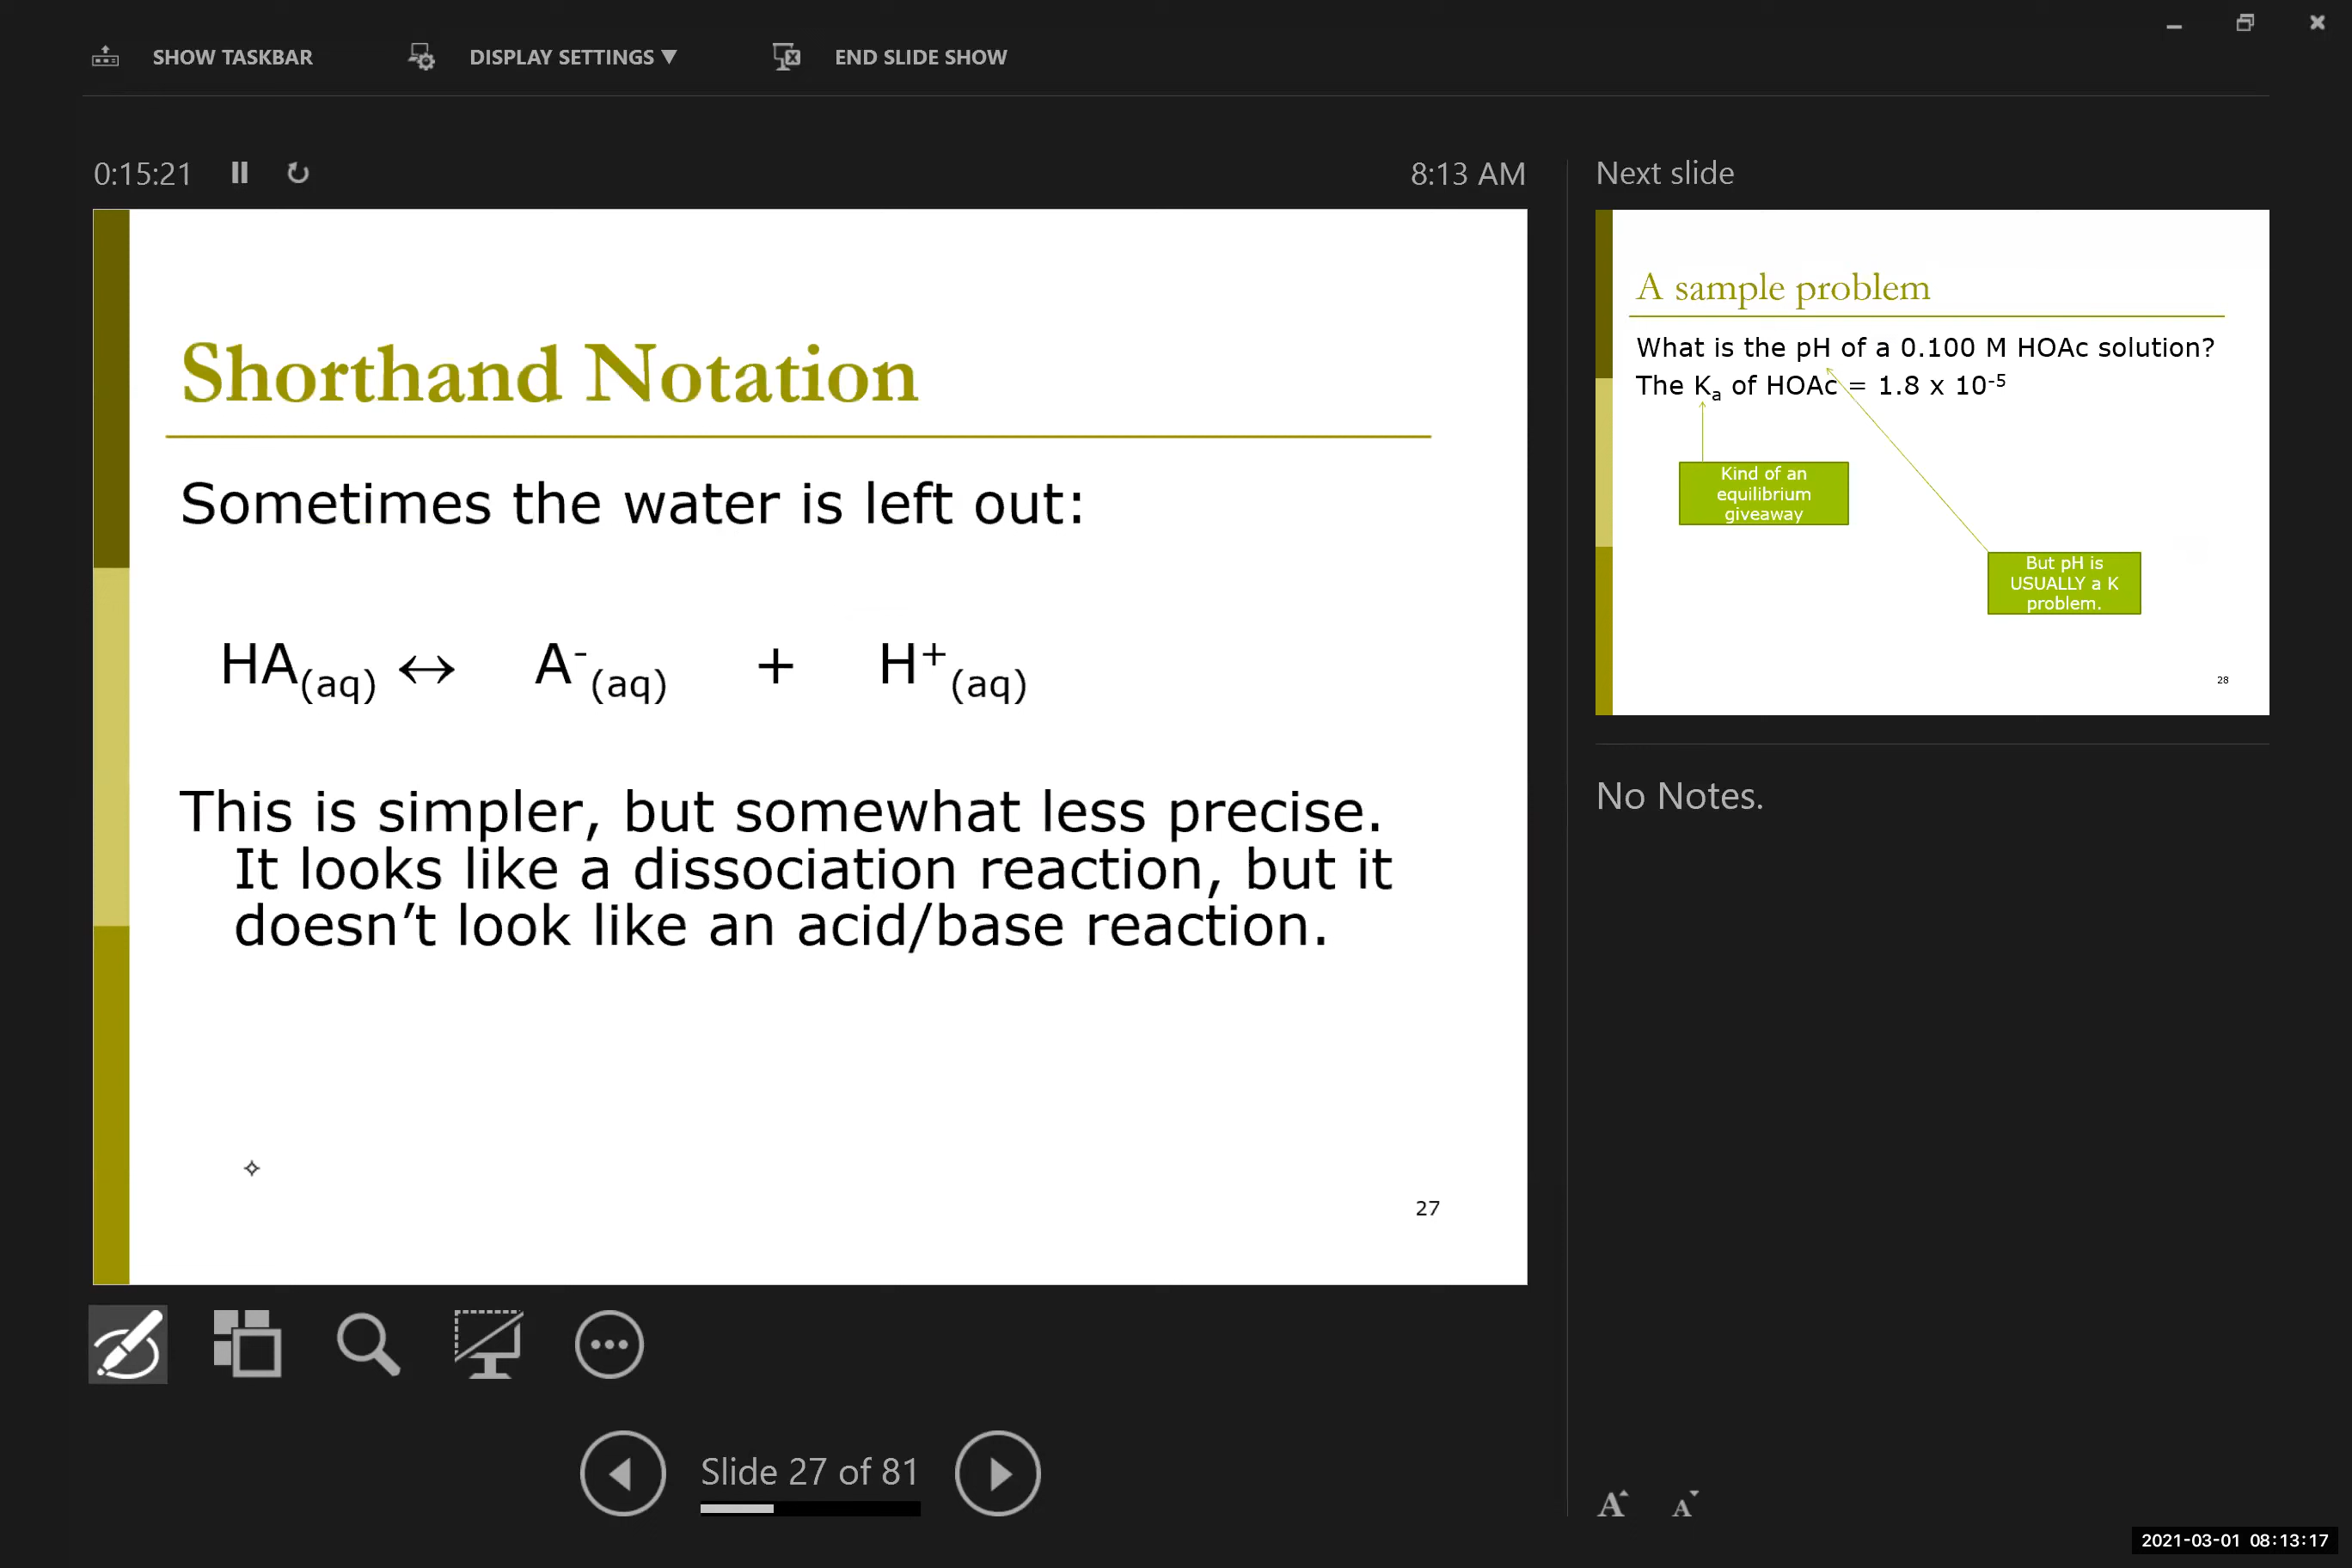 SHOW TASKBAR
DISPLAY SETTINGS ▼
END SLIDE SHOW
0:15:21
8:13 AM
Shorthand Notation
Sometimes the water is left out:
HA(aq) ↔ A-(aq) + H+(aq)
This is simpler, but somewhat less precise.
It looks like a dissociation reaction, but it
doesn’t look like an acid/base reaction.
27
Slide 27 of 81
Next slide
A sample problem
What is the pH of a 0.100 M HOAc solution?
The Ka of HOAc = 1.8 x 10-5
Kind of an
equilibrium
giveaway
But pH is
USUALLY a K
problem.
28
No Notes.
A A
2021-03-01 08:13:17